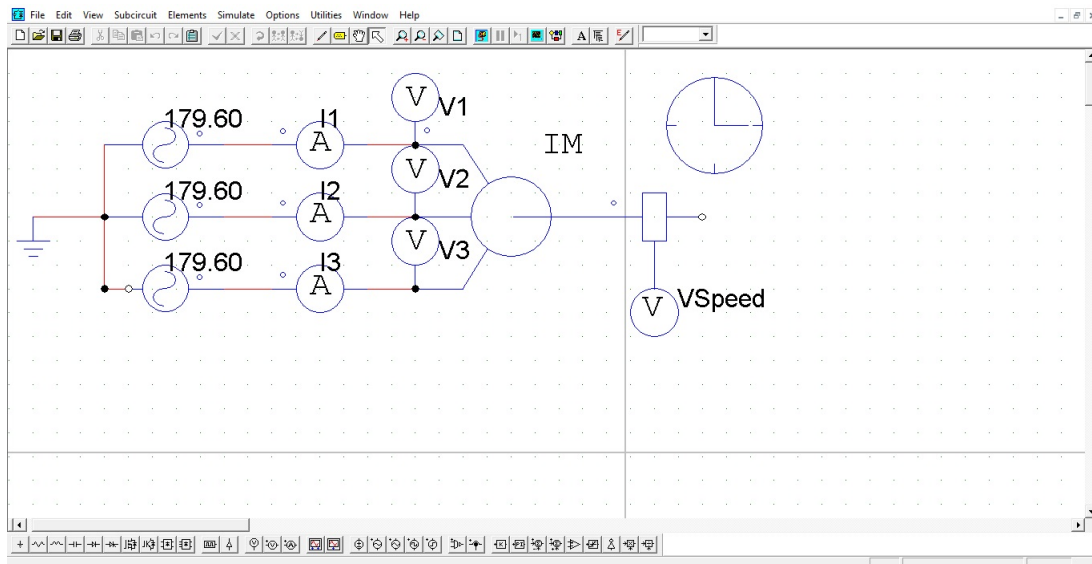 File Edit View Subcircuit Elements Simulate Options Utilities Window Help
A
V V1
179.60 I1
A
IM
V V2
179.60 I2
A
V V3
179.60 I3
A
V VSpeed